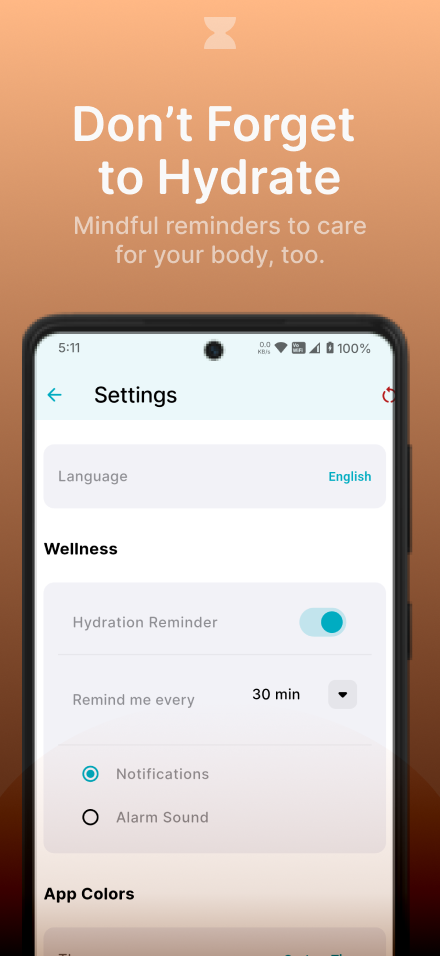 Don’t Forget
to Hydrate
Mindful reminders to care
for your body, too.
5:11
0.0
KB/s
Vo
WiFi
100%
Settings
Language
English
Wellness
Hydration Reminder
Remind me every
30 min
Notifications
Alarm Sound
App Colors